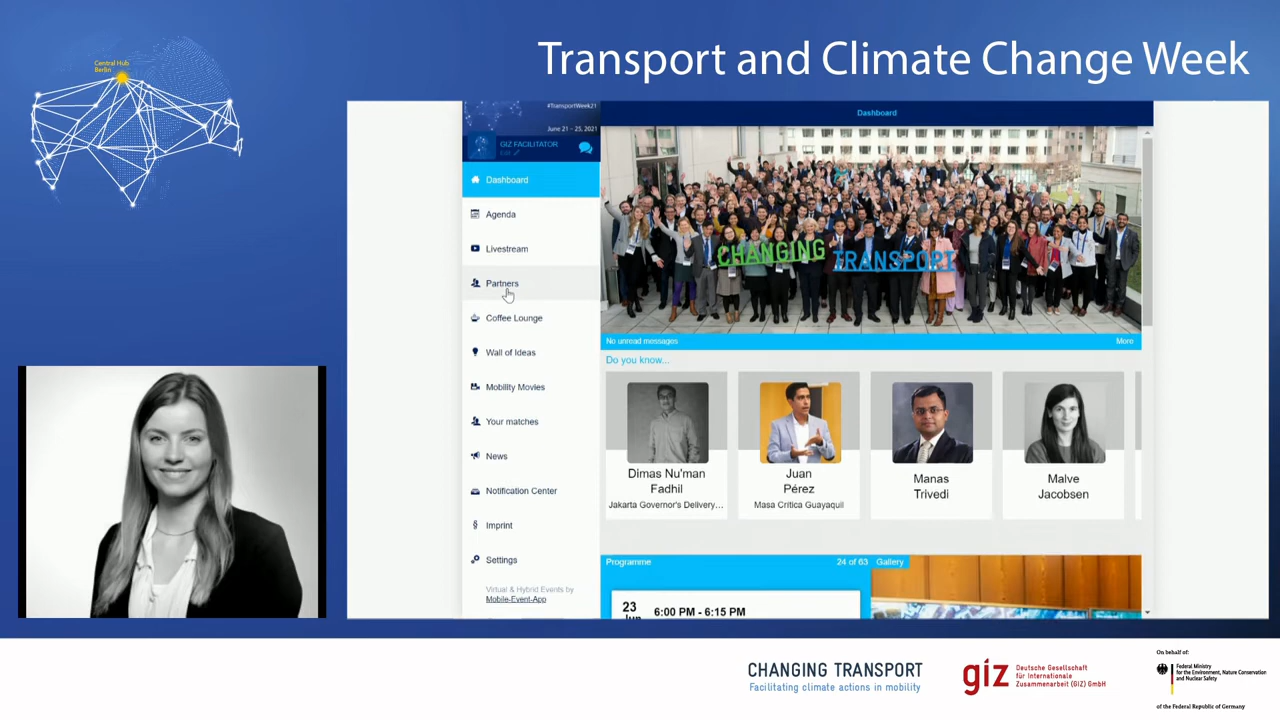 Central Hub
Berlin
Transport and Climate Change Week
#TransportWeek21
June 21 – 25, 2021
GIZ FACILITATOR
Edit
Dashboard
Dashboard
Agenda
Livestream
Partners
Coffee Lounge
Wall of Ideas
Mobility Movies
Your matches
News
Notification Center
Imprint
Settings
Virtual & Hybrid Events by
Mobile-Event-App
CHANGING TRANSPORT
No unread messages
More
Do you know...
Dimas Nu'man
Fadhil
Jakarta Governor's Delivery...
Juan
Pérez
Masa Crítica Guayaquil
Manas
Trivedi
Malve
Jacobsen
Programme
24 of 63
Gallery
23
Jun
6:00 PM - 6:15 PM
CHANGING TRANSPORT
Facilitating climate actions in mobility
giz
Deutsche Gesellschaft
für Internationale
Zusammenarbeit (GIZ) GmbH
On behalf of:
Federal Ministry
for the Environment, Nature Conservation
and Nuclear Safety
of the Federal Republic of Germany